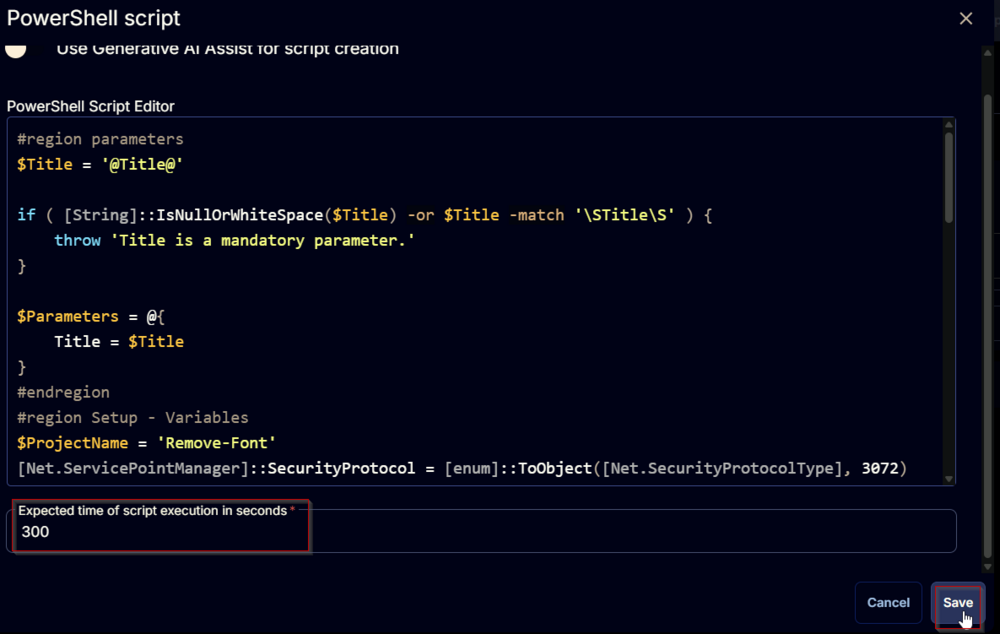 PowerShell script
Use Generative AI Assist for script creation
PowerShell Script Editor
#region parameters
$Title = '@Title@'
if ( [String]::IsNullOrWhiteSpace($Title) -or $Title -match '\STitle\S' ) {
throw 'Title is a mandatory parameter.'
}
$Parameters = @{
Title = $Title
}
#endregion
#region Setup - Variables
$ProjectName = 'Remove-Font'
[Net.ServicePointManager]::SecurityProtocol = [enum]::ToObject([Net.SecurityProtocolType], 3072)
Expected time of script execution in seconds *
300
Cancel
Save